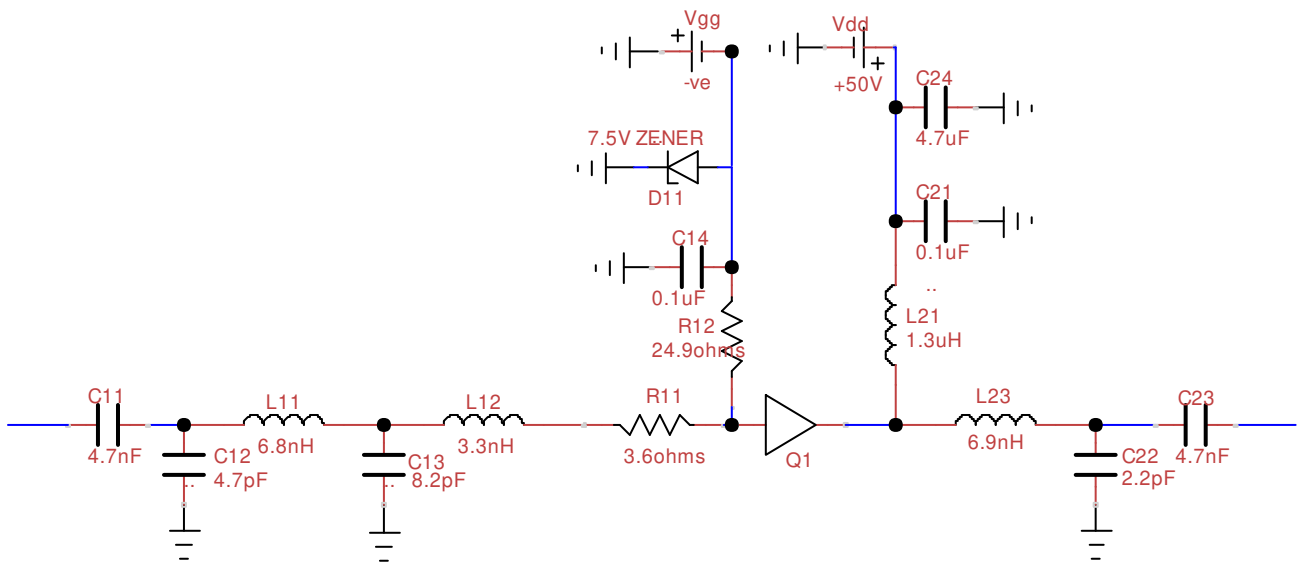 Vgg
Vdd
+
-ve
+
+50V
C24
4.7uF
7.5V ZENER
D11
C21
0.1uF
C14
0.1uF
R12
24.9ohms
L21
1.3uH
C11
4.7nF
L11
6.8nH
L12
3.3nH
R11
3.6ohms
Q1
L23
6.9nH
C23
4.7nF
C12
4.7pF
C13
8.2pF
C22
2.2pF